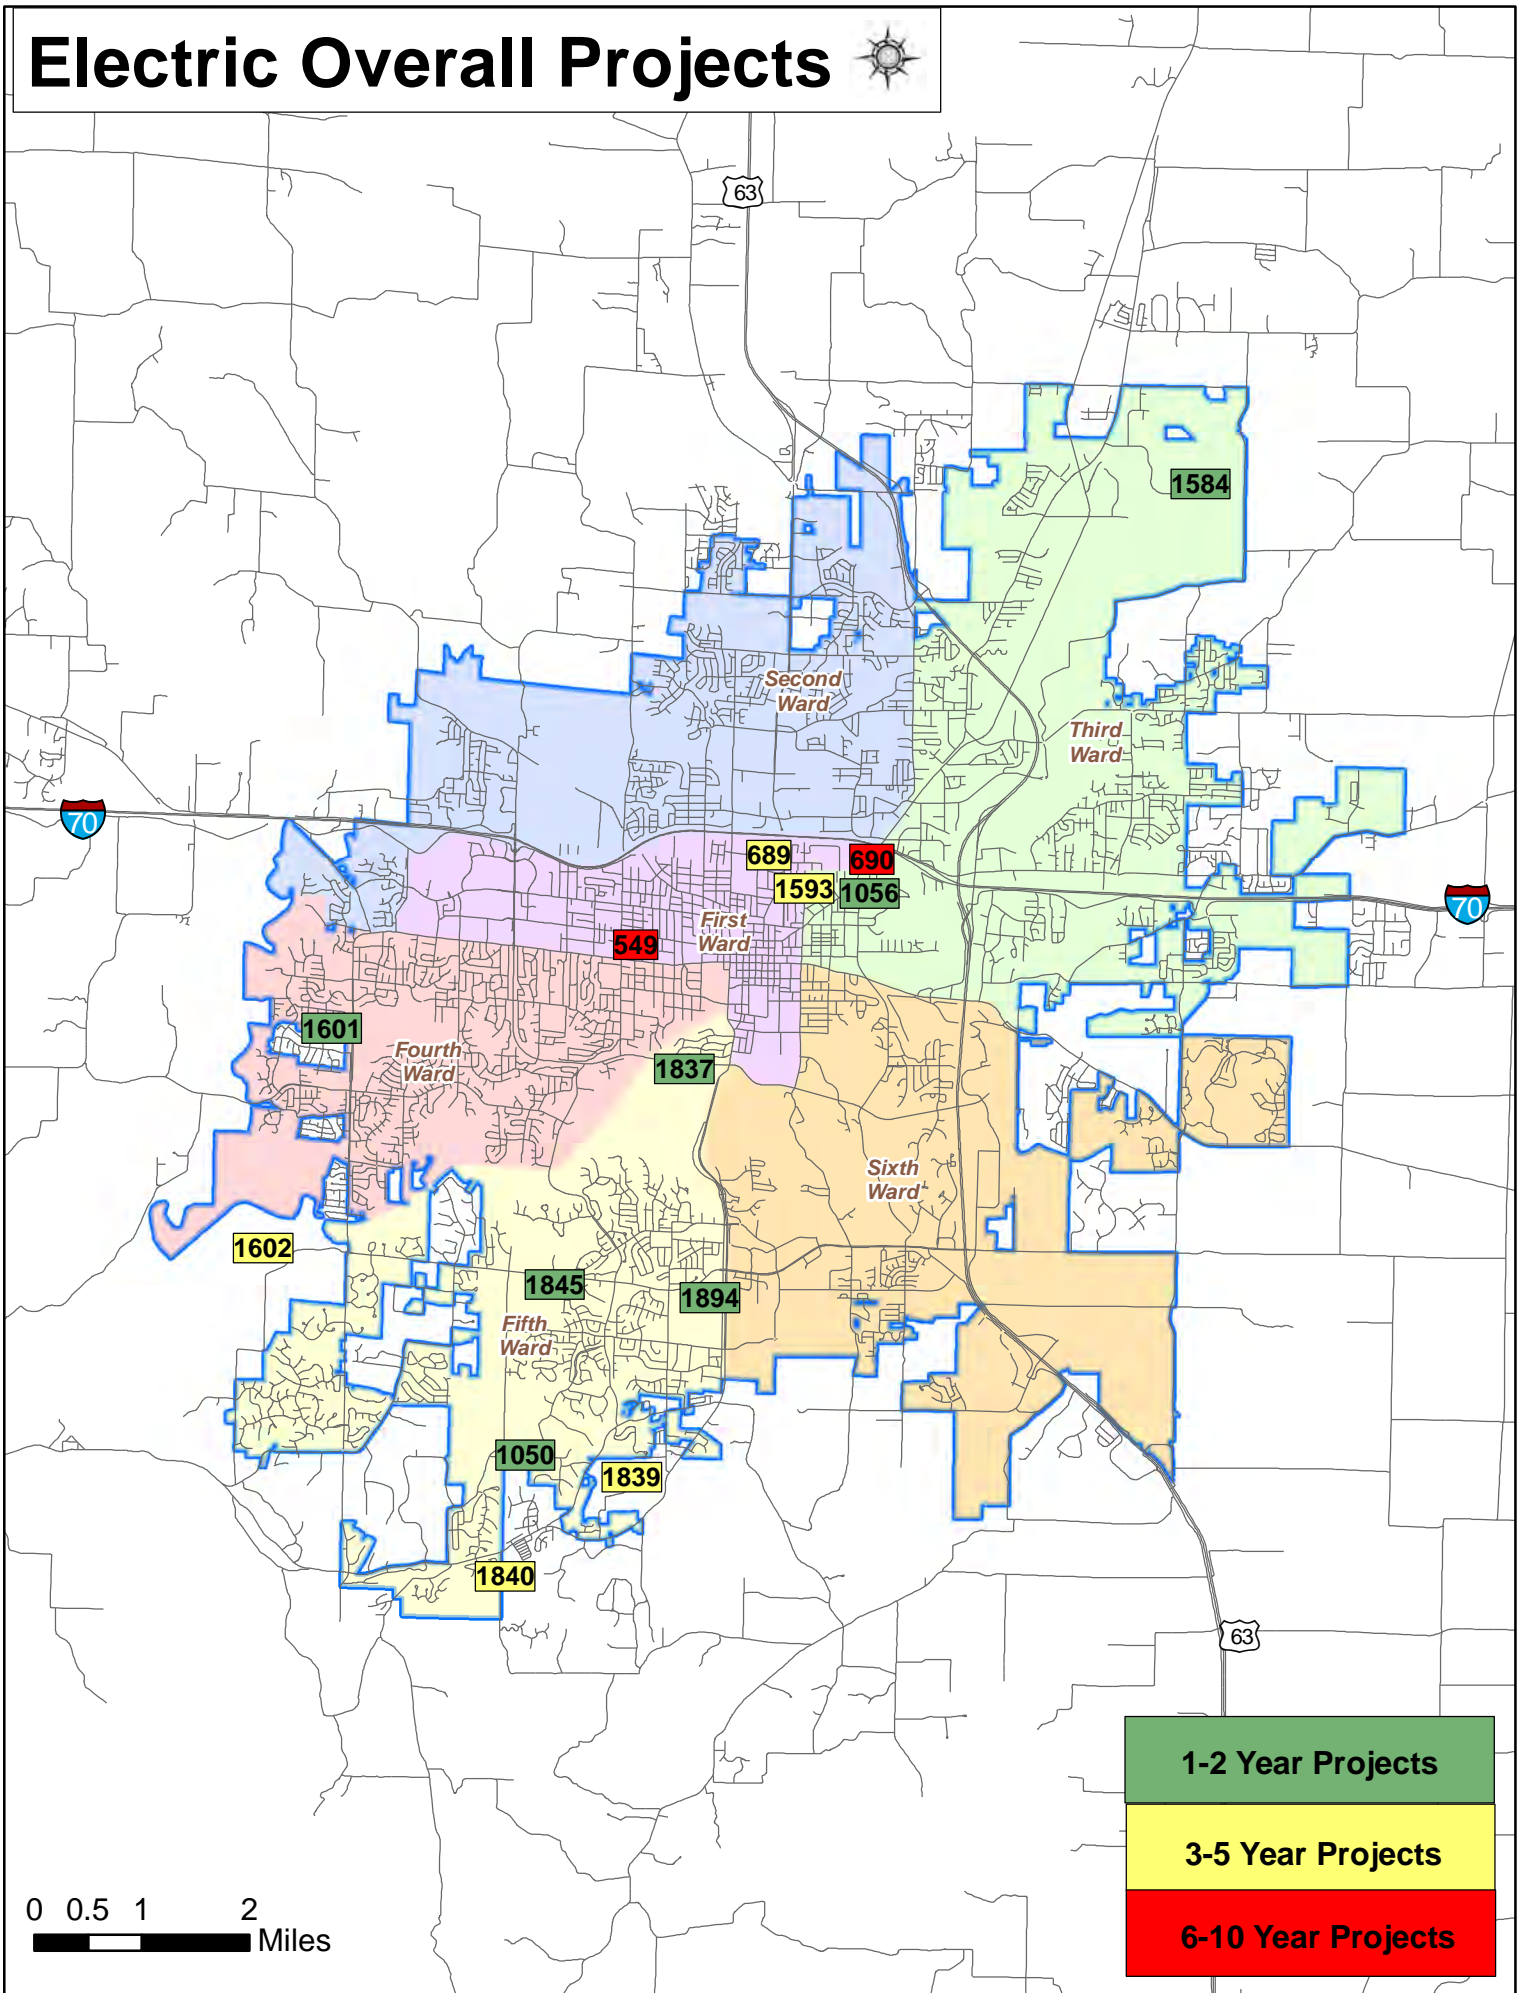 Electric Overall Projects
63
1584
Second
Ward
Third
Ward
70
689
690
1593
1056
70
First
Ward
549
1601
Fourth
Ward
1837
Sixth
Ward
1602
1845
1894
Fifth
Ward
1050
1839
1840
63
1-2 Year Projects
3-5 Year Projects
6-10 Year Projects
0 0.5 1 2
Miles